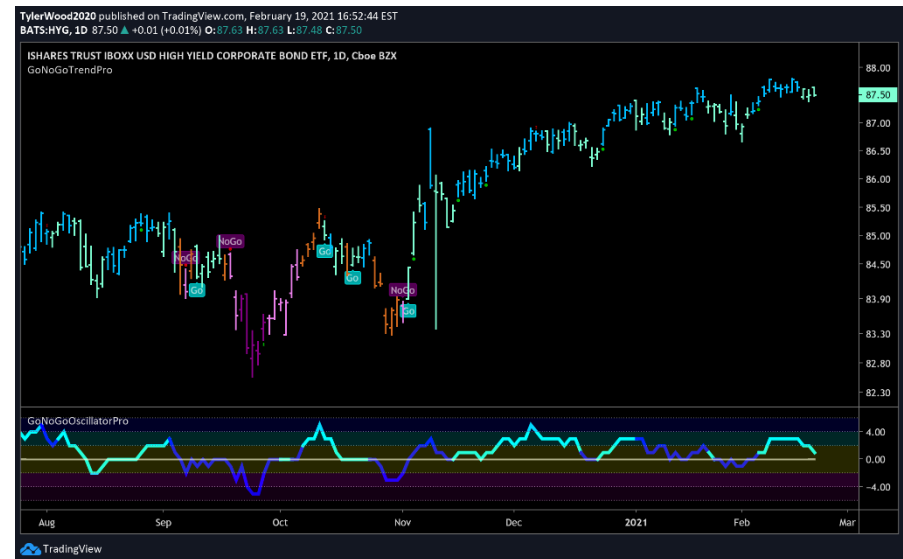 TylerWood2020 published on TradingView.com, February 19, 2021 16:52:44 EST
BATS:HYG, 1D 87.50 ▲ +0.01 (+0.01%) O:87.63 H:87.63 L:87.48 C:87.50
ISHARES TRUST IBOXX USD HIGH YIELD CORPORATE BOND ETF, 1D, Cboe BZX
GoNoGoTrendPro
88.00
87.50
87.00
86.50
86.00
85.50
85.00
84.50
83.90
83.30
82.80
82.30
NoGo
NoGo
Go
Go
Go
NoGo
Go
GoNoGoOscillatorPro
4.00
0.00
−4.00
Aug Sep Oct Nov Dec 2021 Feb Mar
TradingView